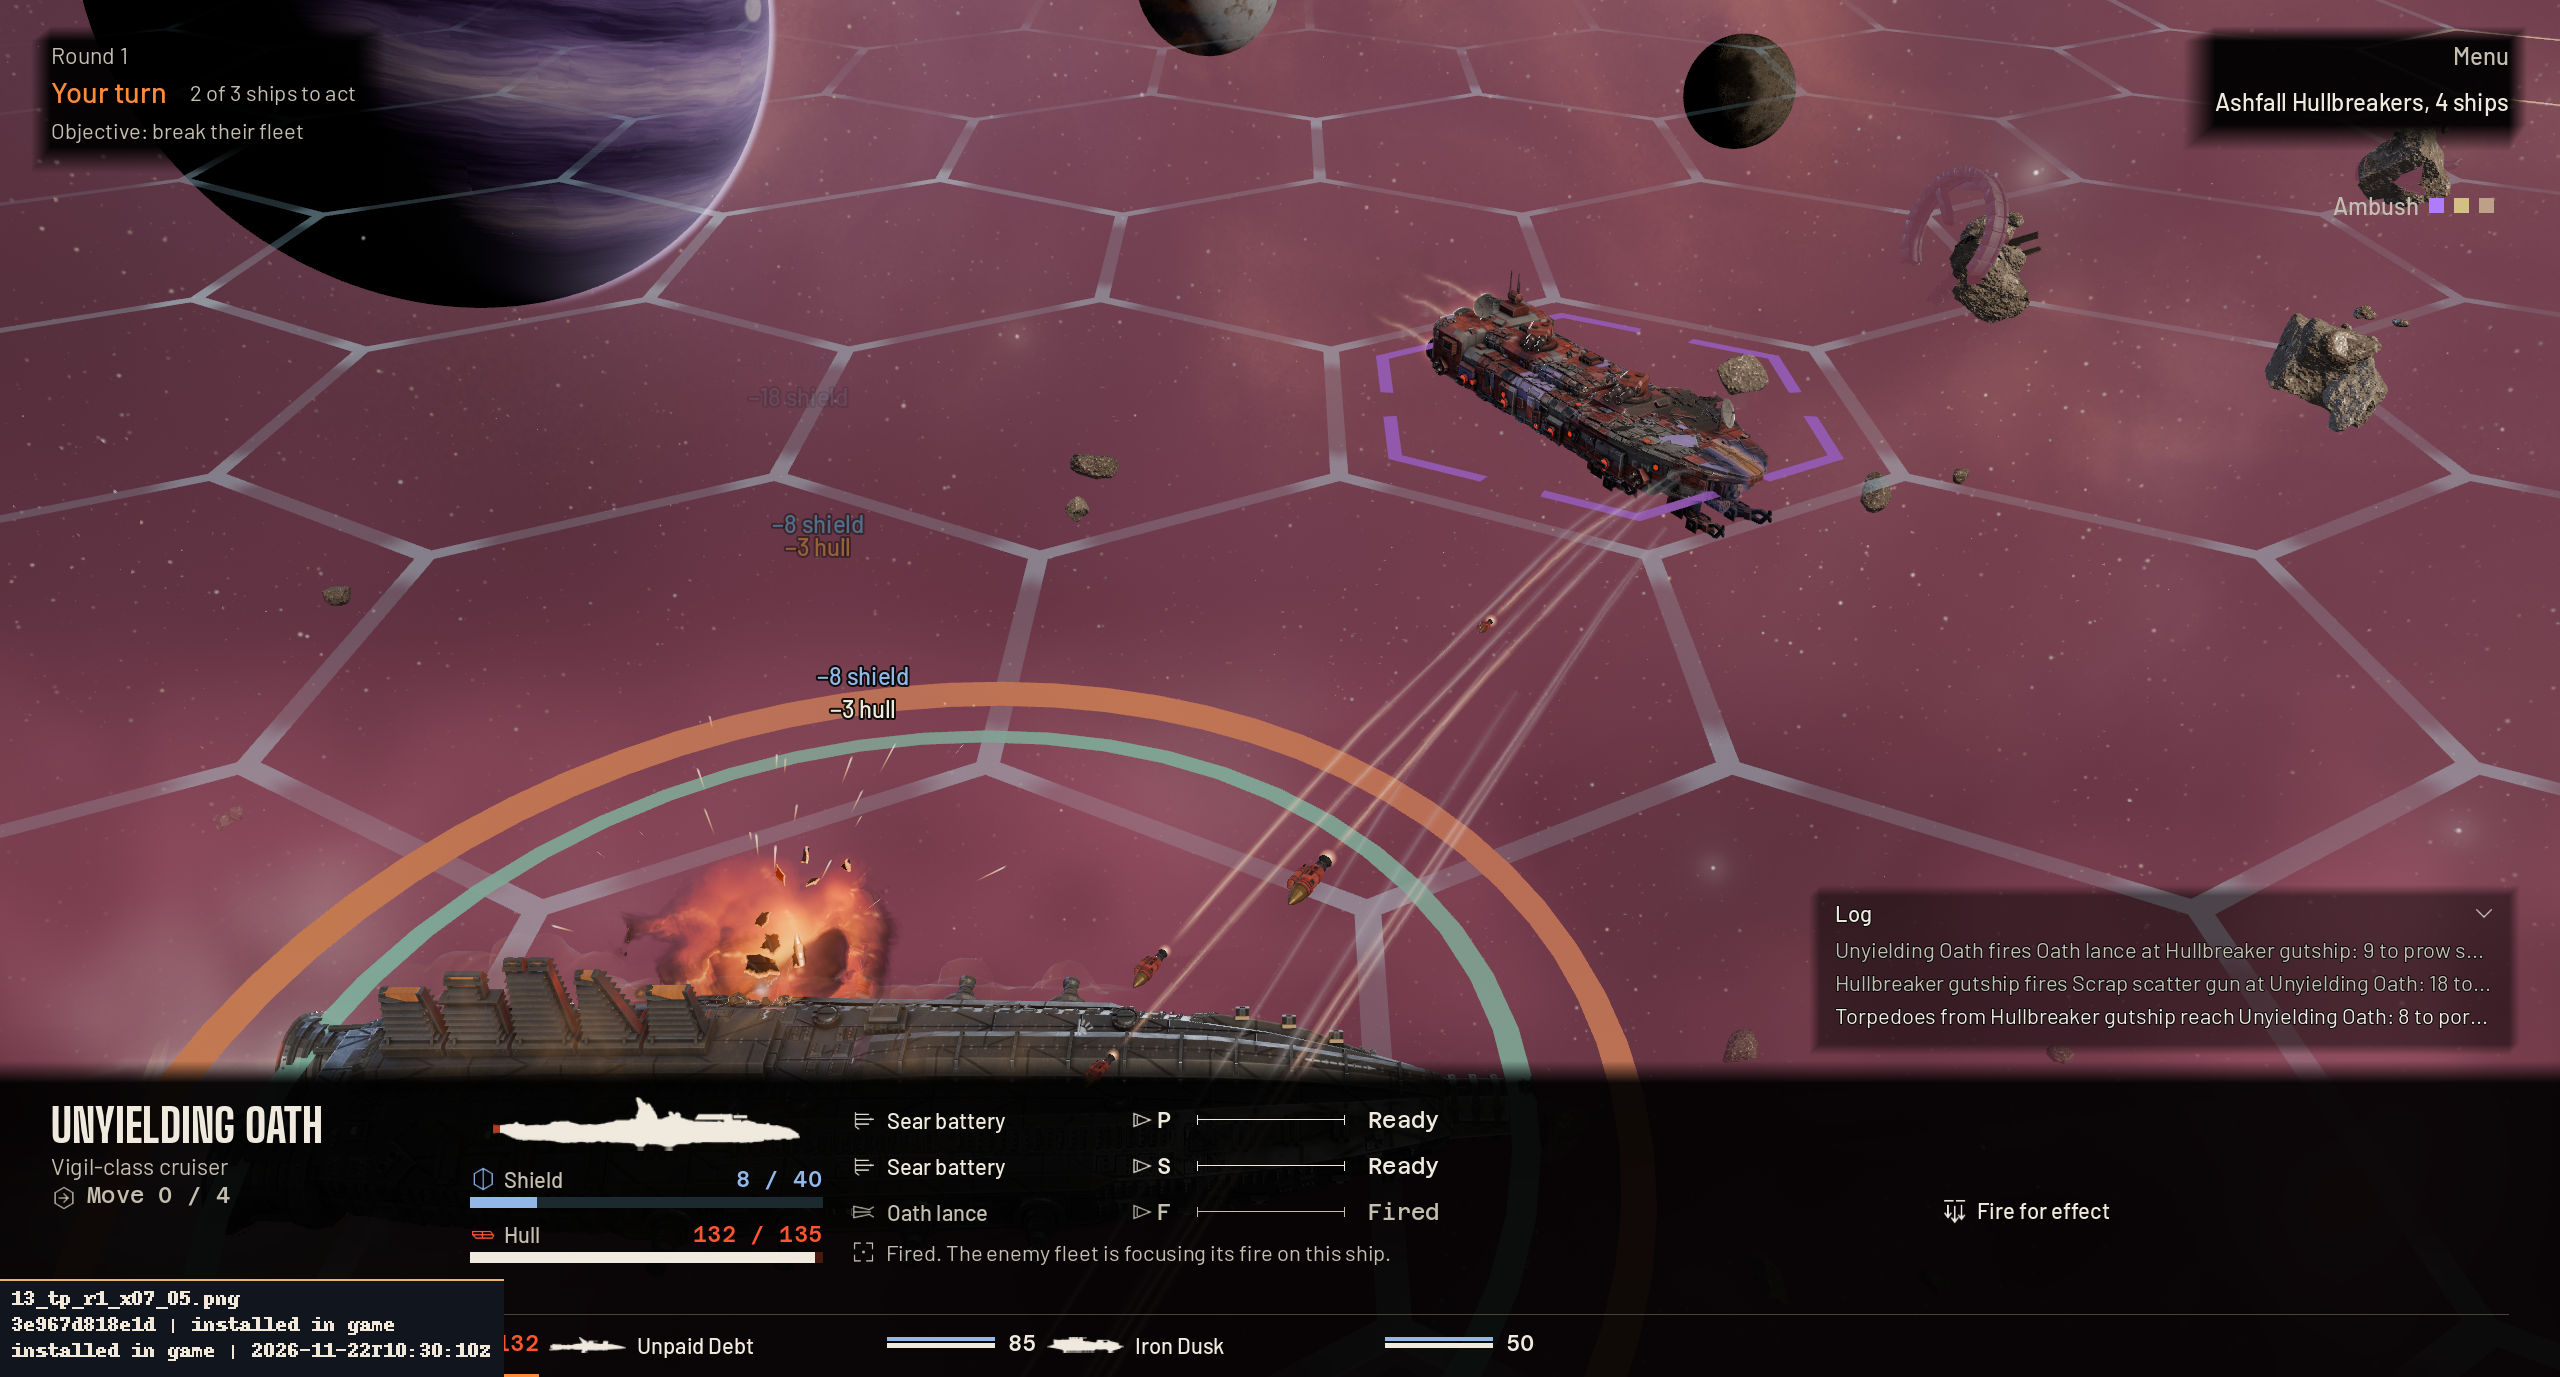 Round 1
Your turn 2 of 3 ships to act
Objective: break their fleet
Menu
Ashfall Hullbreakers, 4 ships
Ambush
-18 shield
-8 shield
-3 hull
-8 shield
-3 hull
Log
Unyielding Oath fires Oath lance at Hullbreaker gutship: 9 to prow s...
Hullbreaker gutship fires Scrap scatter gun at Unyielding Oath: 18 to...
Torpedoes from Hullbreaker gutship reach Unyielding Oath: 8 to por...
UNYIELDING OATH
Vigil-class cruiser
Move 0 / 4
Shield 8 / 40
Hull 132 / 135
Sear battery P Ready
Sear battery S Ready
Oath lance F Fired
Fired. The enemy fleet is focusing its fire on this ship.
Fire for effect
13_tp_r1_x07_05.png
3e967d818e1d | installed in game
installed in game | 2026-11-22T10:30:10Z
132 Unpaid Debt 85 Iron Dusk 50